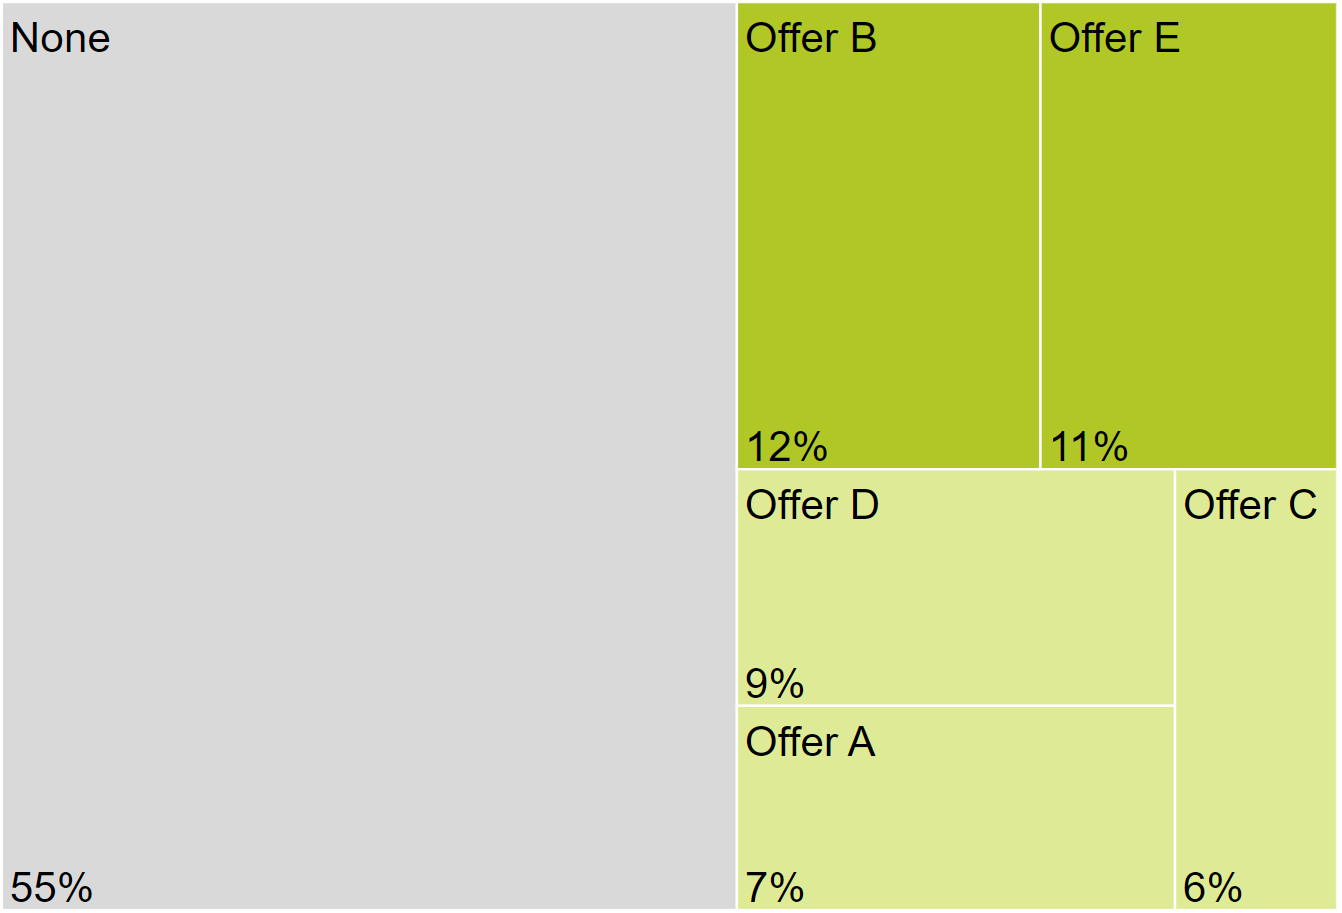 None
55%
Offer B
12%
Offer E
11%
Offer D
9%
Offer A
7%
Offer C
6%